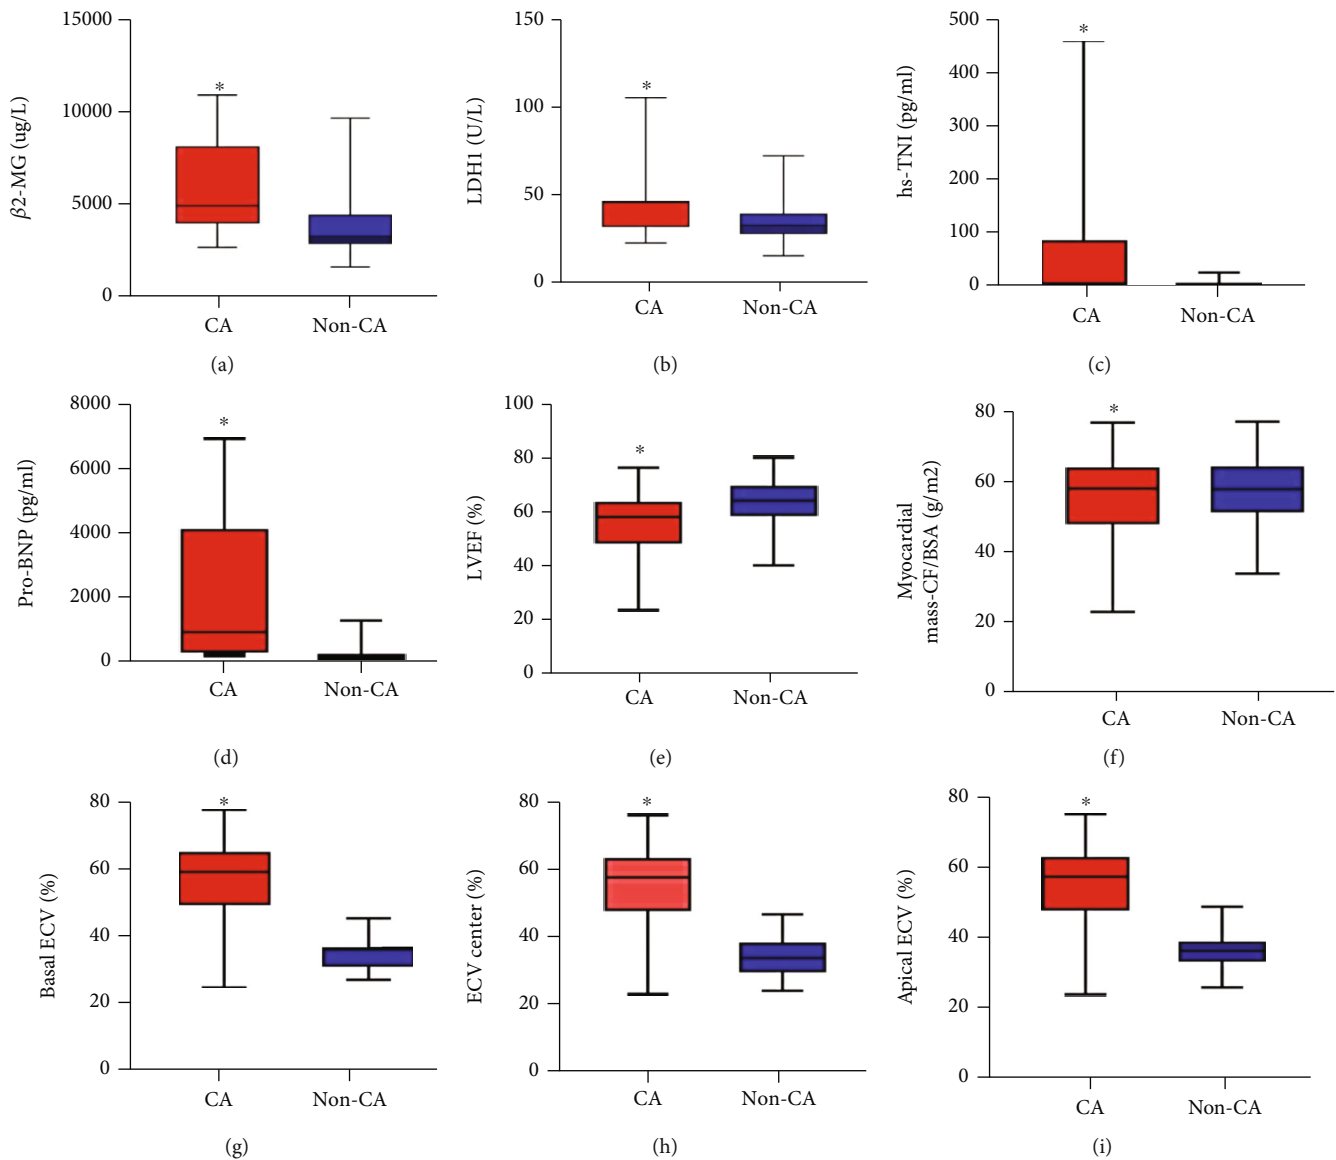 β2-MG (ug/L)
15000
10000
5000
0
*
CA
Non-CA
(a)
LDH1 (U/L)
150
100
50
0
*
CA
Non-CA
(b)
hs-TNI (pg/ml)
500
400
300
200
100
0
*
CA
Non-CA
(c)
Pro-BNP (pg/ml)
8000
6000
4000
2000
0
*
CA
Non-CA
(d)
LVEF (%)
100
80
60
40
20
0
*
CA
Non-CA
(e)
Myocardial
mass-CF/BSA (g/m2)
80
60
40
20
0
*
CA
Non-CA
(f)
Basal ECV (%)
80
60
40
20
0
*
CA
Non-CA
(g)
ECV center (%)
80
60
40
20
0
*
CA
Non-CA
(h)
Apical ECV (%)
80
60
40
20
0
*
CA
Non-CA
(i)